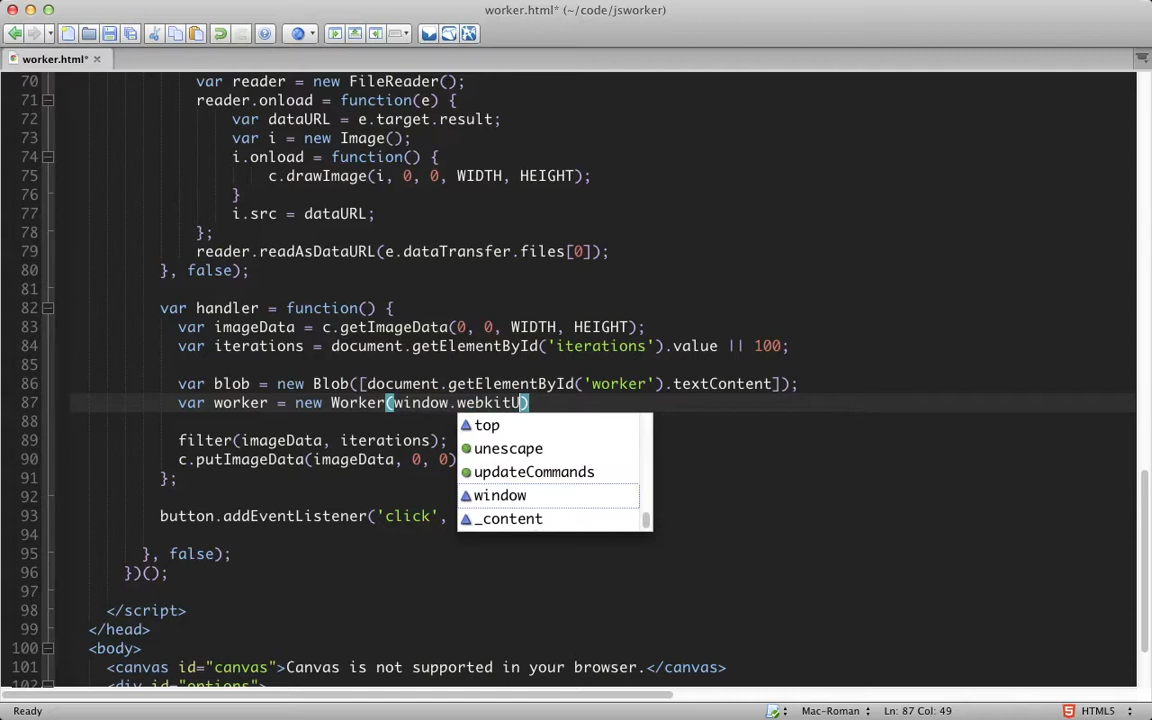 worker.html* (~/code/jsworker)
worker.html*
70 var reader = new FileReader();
71 reader.onload = function(e) {
72 var dataURL = e.target.result;
73 var i = new Image();
74 i.onload = function() {
75 c.drawImage(i, 0, 0, WIDTH, HEIGHT);
76 }
77 i.src = dataURL;
78 };
79 reader.readAsDataURL(e.dataTransfer.files[0]);
80 }, false);
81
82 var handler = function() {
83 var imageData = c.getImageData(0, 0, WIDTH, HEIGHT);
84 var iterations = document.getElementById('iterations').value || 100;
85
86 var blob = new Blob([document.getElementById('worker').textContent]);
87 var worker = new Worker(window.webkitU)
88
89 filter(imageData, iterations);
90 c.putImageData(imageData, 0, 0)
91 };
92
93 button.addEventListener('click',
94
95 }, false);
96 })();
97
98 </script>
99 </head>
100 <body>
101 <canvas id="canvas">Canvas is not supported in your browser.</canvas>
102 <div id="options">
top
unescape
updateCommands
window
_content
Ready
Mac-Roman
Ln: 87 Col: 49
HTML5